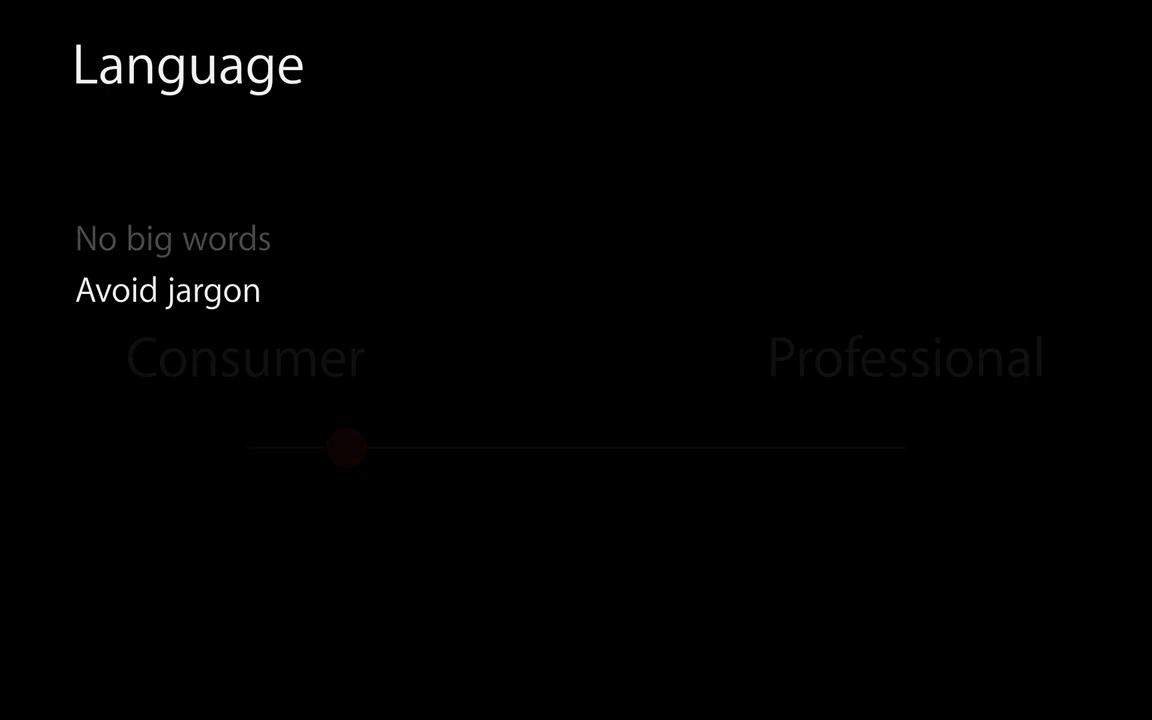 Language
No big words
Avoid jargon
Consumer
Professional